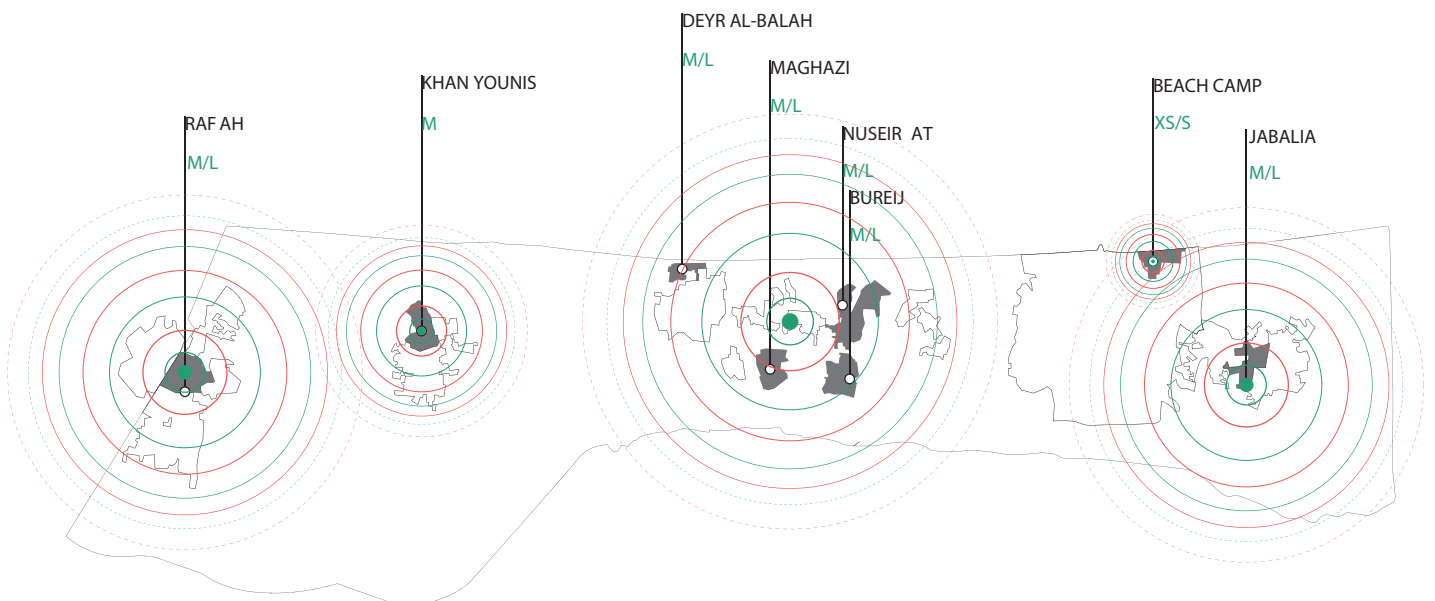 DEYR AL-BALAH
M/L
MAGHAZI
M/L
KHAN YOUNIS
M
BEACH CAMP
XS/S
RAF AH
M/L
NUSEIR AT
M/L
JABALIA
M/L
BUREIJ
M/L